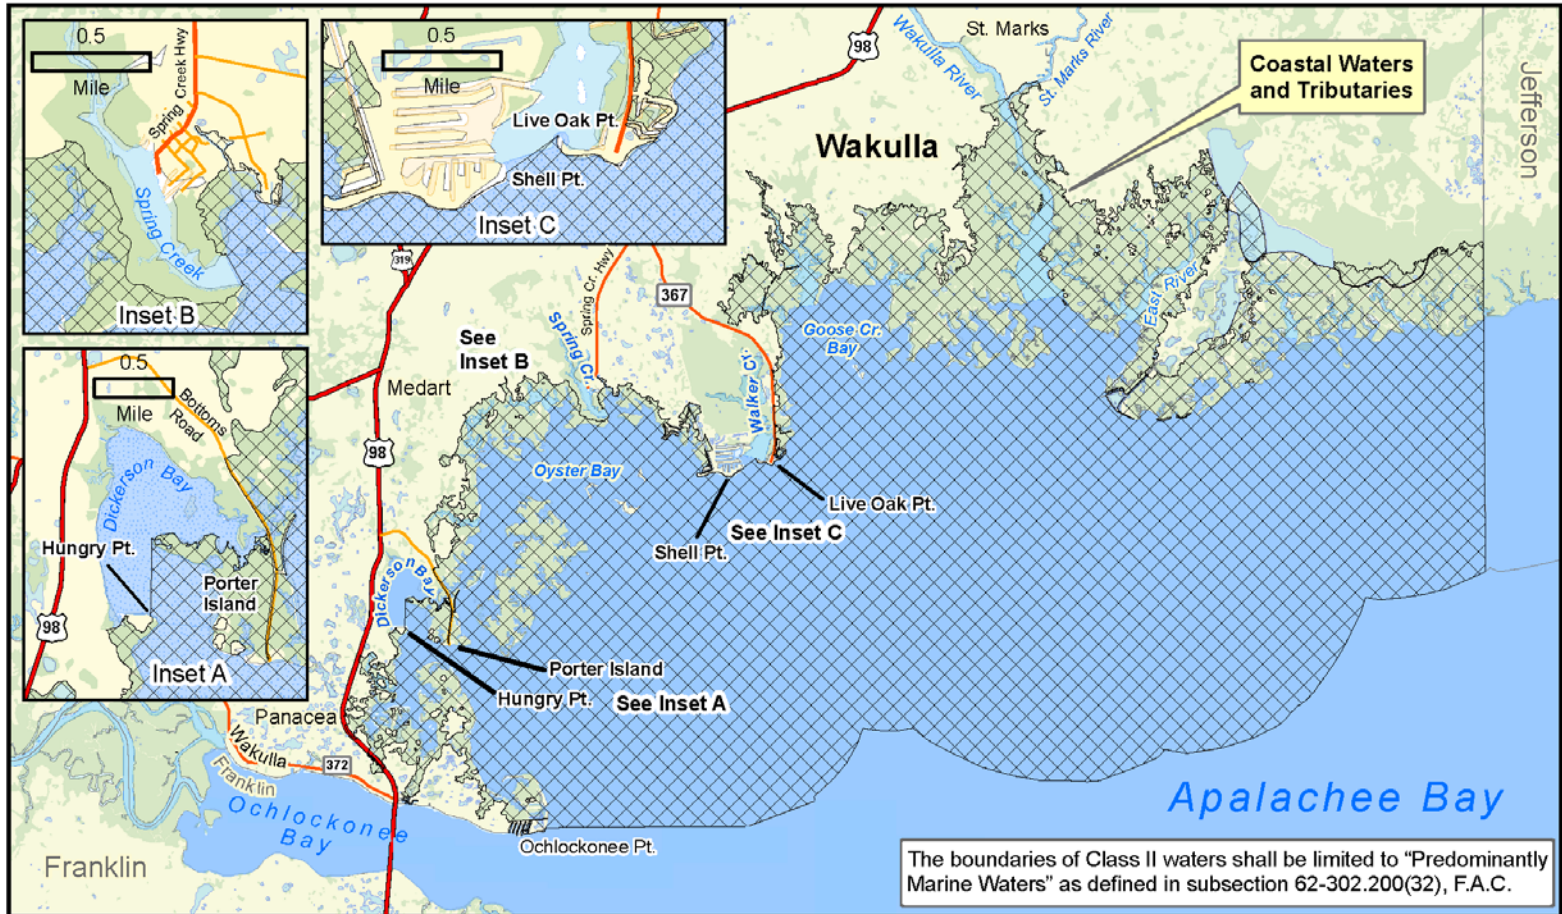 0.5
Mile
Spring Creek Hwy
Spring Creek
Inset B
0.5
Mile
Live Oak Pt.
Shell Pt.
Inset C
0.5
Mile
Bottoms
Road
Dickerson Bay
Hungry Pt.
Porter
Island
98
Inset A
98
St. Marks
Wakulla River
St. Marks River
Coastal Waters
and Tributaries
Jefferson
Wakulla
319
Spring Cr. Hwy
367
See
Inset B
Spring Cr.
Goose Cr.
Bay
East River
Medart
Walker Cr.
98
Oyster Bay
Live Oak Pt.
See Inset C
Shell Pt.
Dickerson Bay
Porter Island
Hungry Pt.
See Inset A
Panacea
Wakulla
372
Franklin
Ochlockonee
Bay
Apalachee Bay
Ochlockonee Pt.
Franklin
The boundaries of Class II waters shall be limited to “Predominantly
Marine Waters” as defined in subsection 62-302.200(32), F.A.C.